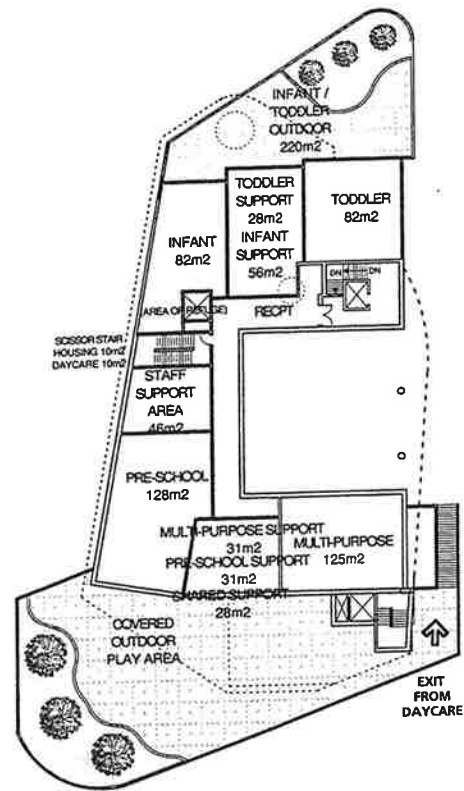 INFANT /
TODDLER
OUTDOOR
220m2
TODDLER
SUPPORT
28m2
INFANT
SUPPORT
56m2
TODDLER
82m2
INFANT
82m2
DN
DN
(AREA OF REFUGE)
RECPT
SCISSOR STAIR
HOUSING 10m2
DAYCARE 10m2
STAFF
SUPPORT
AREA
46m2
PRE-SCHOOL
128m2
MULTI-PURPOSE SUPPORT
31m2
PRE-SCHOOL SUPPORT
31m2
SHARED SUPPORT
28m2
MULTI-PURPOSE
125m2
COVERED
OUTDOOR
PLAY AREA
EXIT
FROM
DAYCARE